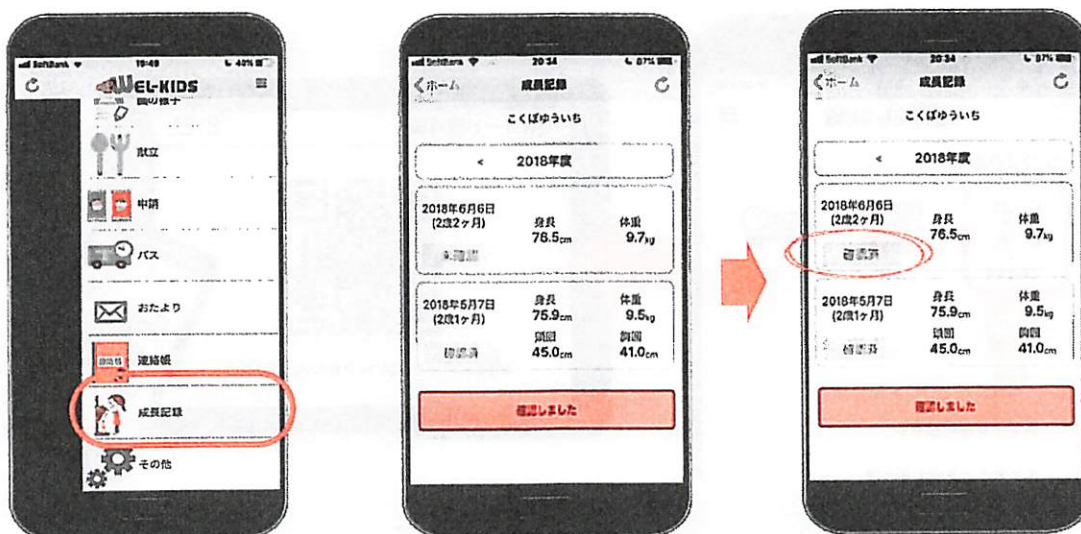 SoftBank 19:49 40%
WEL-KIDS
園の様子
献立
申請
バス
おたより
連絡帳
成長記録
その他
SoftBank 20:34 87%
ホーム 成長記録
こくばゆういち
< 2018年度
2018年6月6日
(2歳2ヶ月)
身長
76.5cm
体重
9.7kg
未確認
2018年5月7日
(2歳1ヶ月)
身長
75.9cm
体重
9.5kg
確認済
頭囲
45.0cm
胸囲
41.0cm
確認しました
SoftBank 20:34 87%
ホーム 成長記録
こくばゆういち
< 2018年度
2018年6月6日
(2歳2ヶ月)
身長
76.5cm
体重
9.7kg
確認済
2018年5月7日
(2歳1ヶ月)
身長
75.9cm
体重
9.5kg
確認済
頭囲
45.0cm
胸囲
41.0cm
確認しました